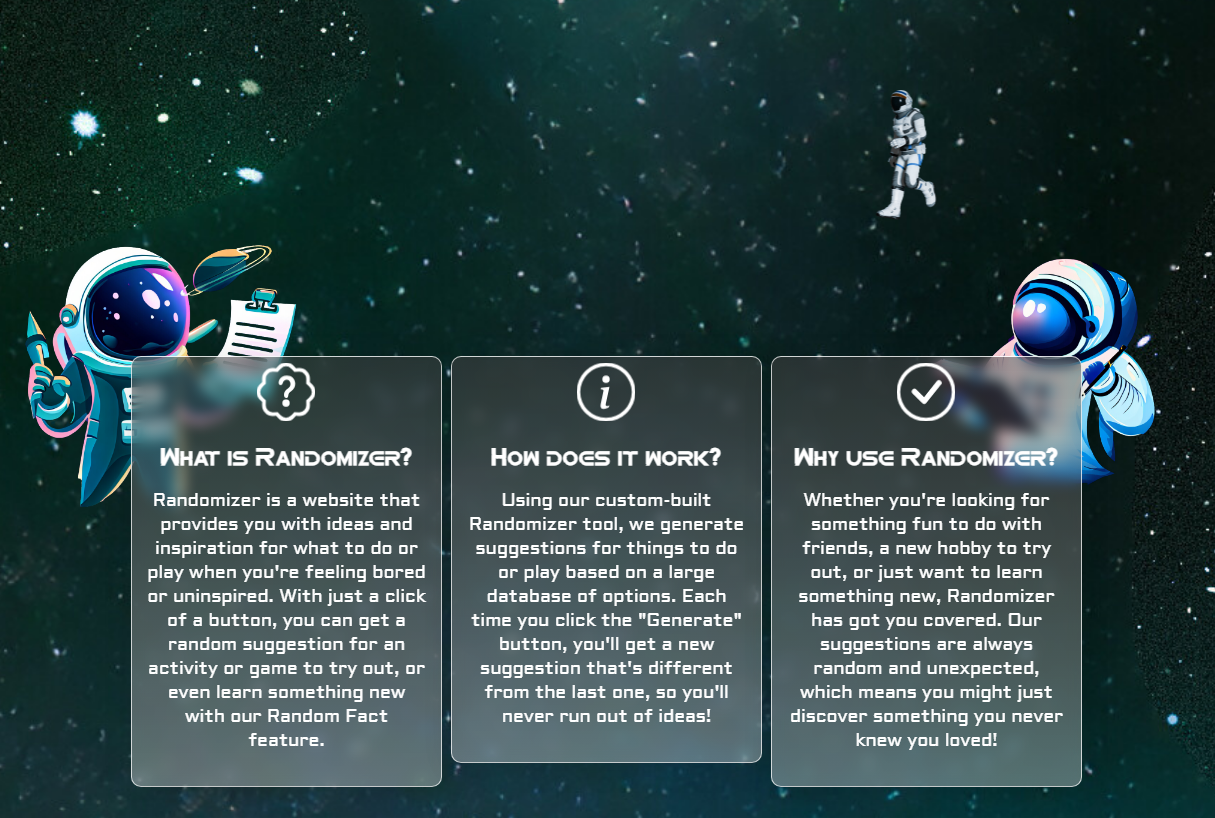 What is Randomizer?
Randomizer is a website that
provides you with ideas and
inspiration for what to do or
play when you're feeling bored
or uninspired. With just a click
of a button, you can get a
random suggestion for an
activity or game to try out, or
even learn something new
with our Random Fact
feature.
How does it work?
Using our custom-built
Randomizer tool, we generate
suggestions for things to do
or play based on a large
database of options. Each
time you click the "Generate"
button, you'll get a new
suggestion that's different
from the last one, so you'll
never run out of ideas!
Why use Randomizer?
Whether you're looking for
something fun to do with
friends, a new hobby to try
out, or just want to learn
something new, Randomizer
has got you covered. Our
suggestions are always
random and unexpected,
which means you might just
discover something you never
knew you loved!